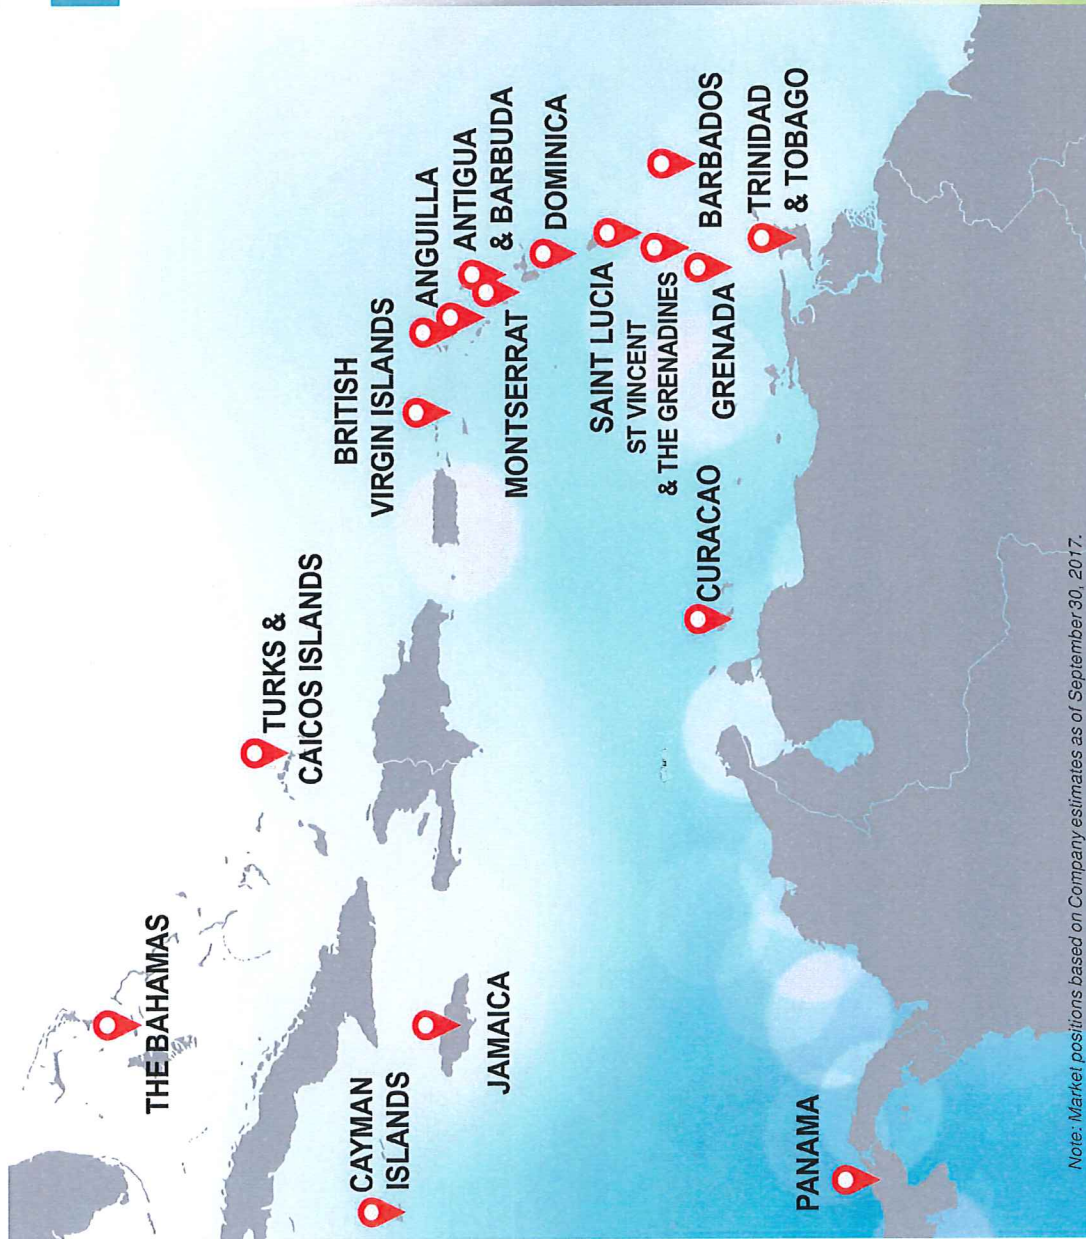 THE BAHAMAS
TURKS &
CAICOS ISLANDS
CAYMAN
ISLANDS
JAMAICA
BRITISH
VIRGIN ISLANDS
ANGUILLA
ANTIGUA
& BARBUDA
MONTSERRAT
DOMINICA
SAINT LUCIA
ST VINCENT
& THE GRENADINES
BARBADOS
GRENADA
TRINIDAD
& TOBAGO
CURACAO
PANAMA
Note: Market positions based on Company estimates as of September 30, 2017.